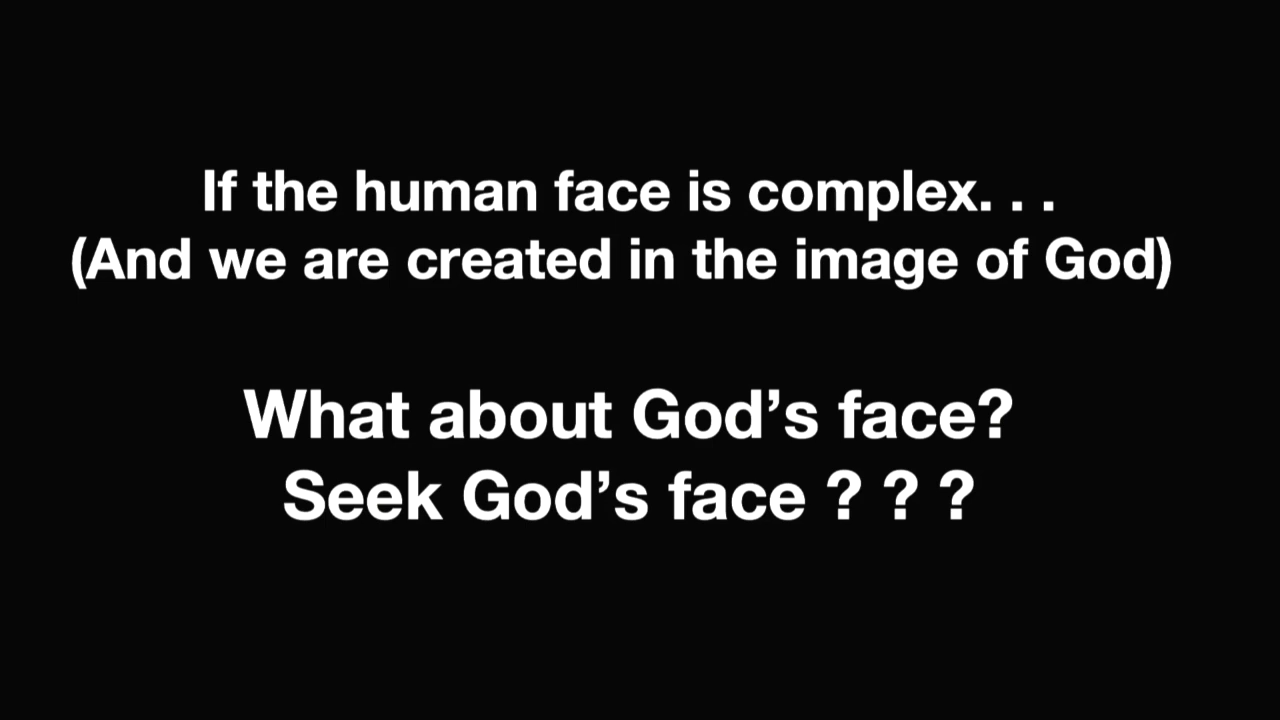 If the human face is complex. . .
(And we are created in the image of God)
What about God’s face?
Seek God’s face ? ? ?